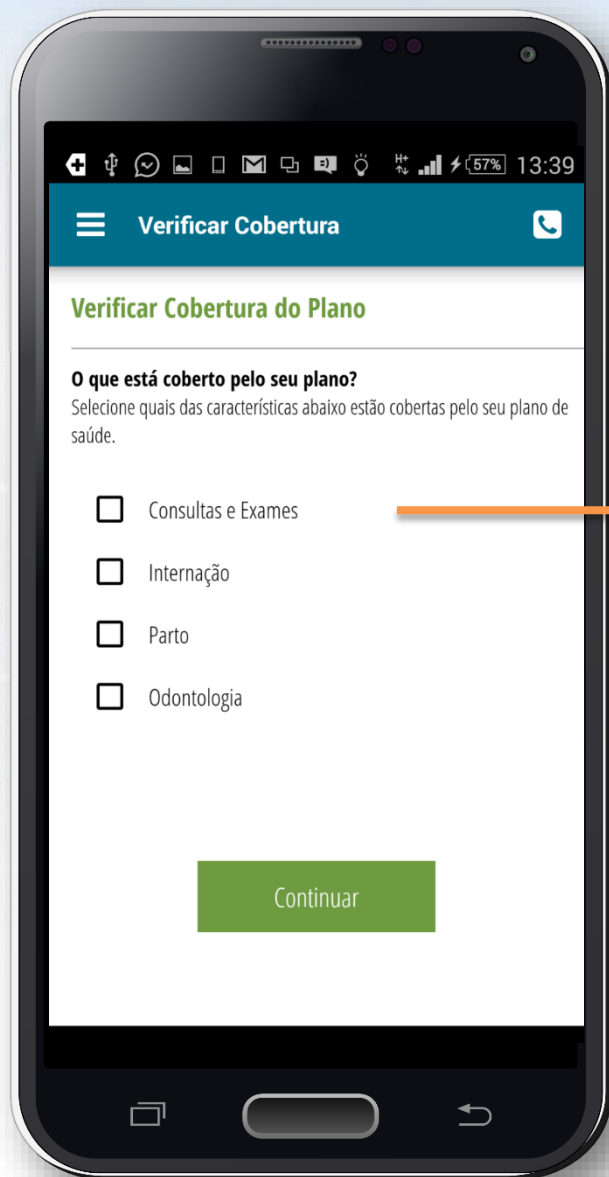 57% 13:39
Verificar Cobertura
Verificar Cobertura do Plano
O que está coberto pelo seu plano?
Selecione quais das características abaixo estão cobertas pelo seu plano de
saúde.
Consultas e Exames
Internação
Parto
Odontologia
Continuar